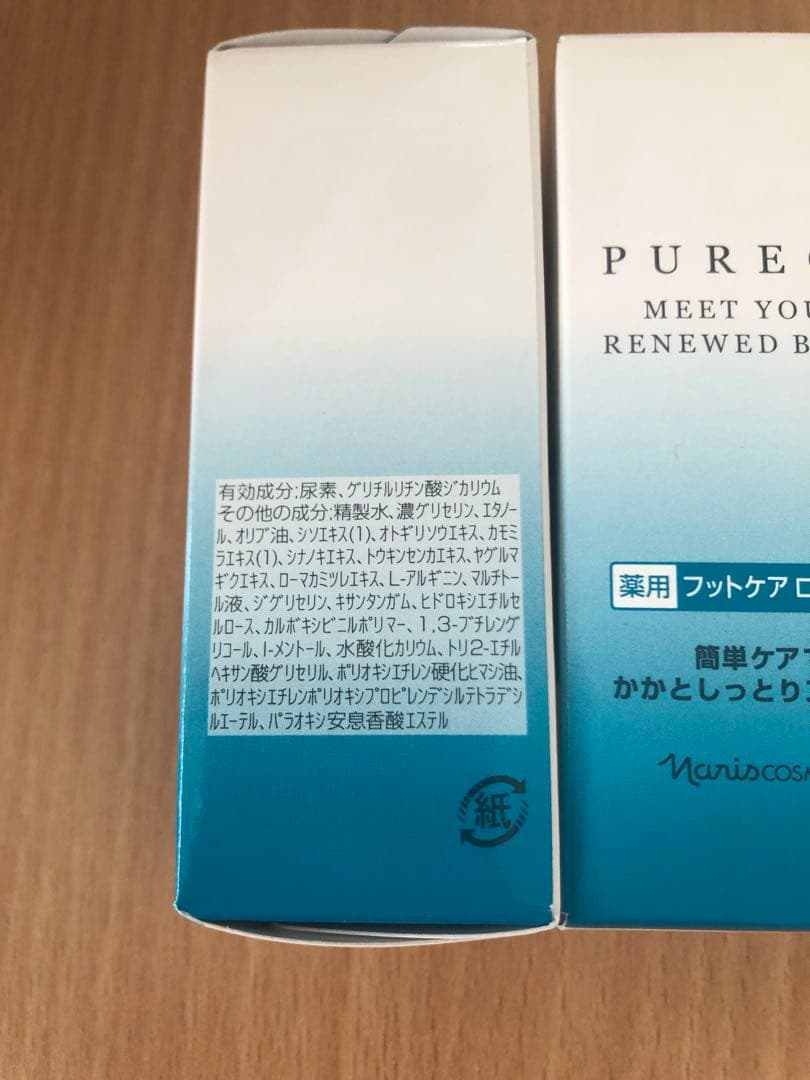 有効成分;尿素、グリチルリチン酸ジカリウム
その他の成分;精製水、濃グリセリン、エタノー
ル、オリブ油、シソエキス(1)、オトギリソウエキス、カモミ
ラエキス(1)、シナノキエキス、トウキンセンカエキス、ヤグルマ
ギクエキス、ローマカミツレエキス、L-アルギニン、マルチトー
ル液、ジグリセリン、キサンタンガム、ヒドロキシエチルセ
ルロース、カルボキシビニルポリマー、1,3-ブチレング
リコール、l-メントール、水酸化カリウム、トリ2-エチル
ヘキサン酸グリセリル、ポリオキシエチレン硬化ヒマシ油、
ポリオキシエチレンポリオキシプロピレンデシルテトラデシ
ルエーテル、パラオキシ安息香酸エステル
紙
PURE
MEET YOU
RENEWED B
薬用 フットケア ロ
簡単ケアで
かかとしっとり
Naris COSM